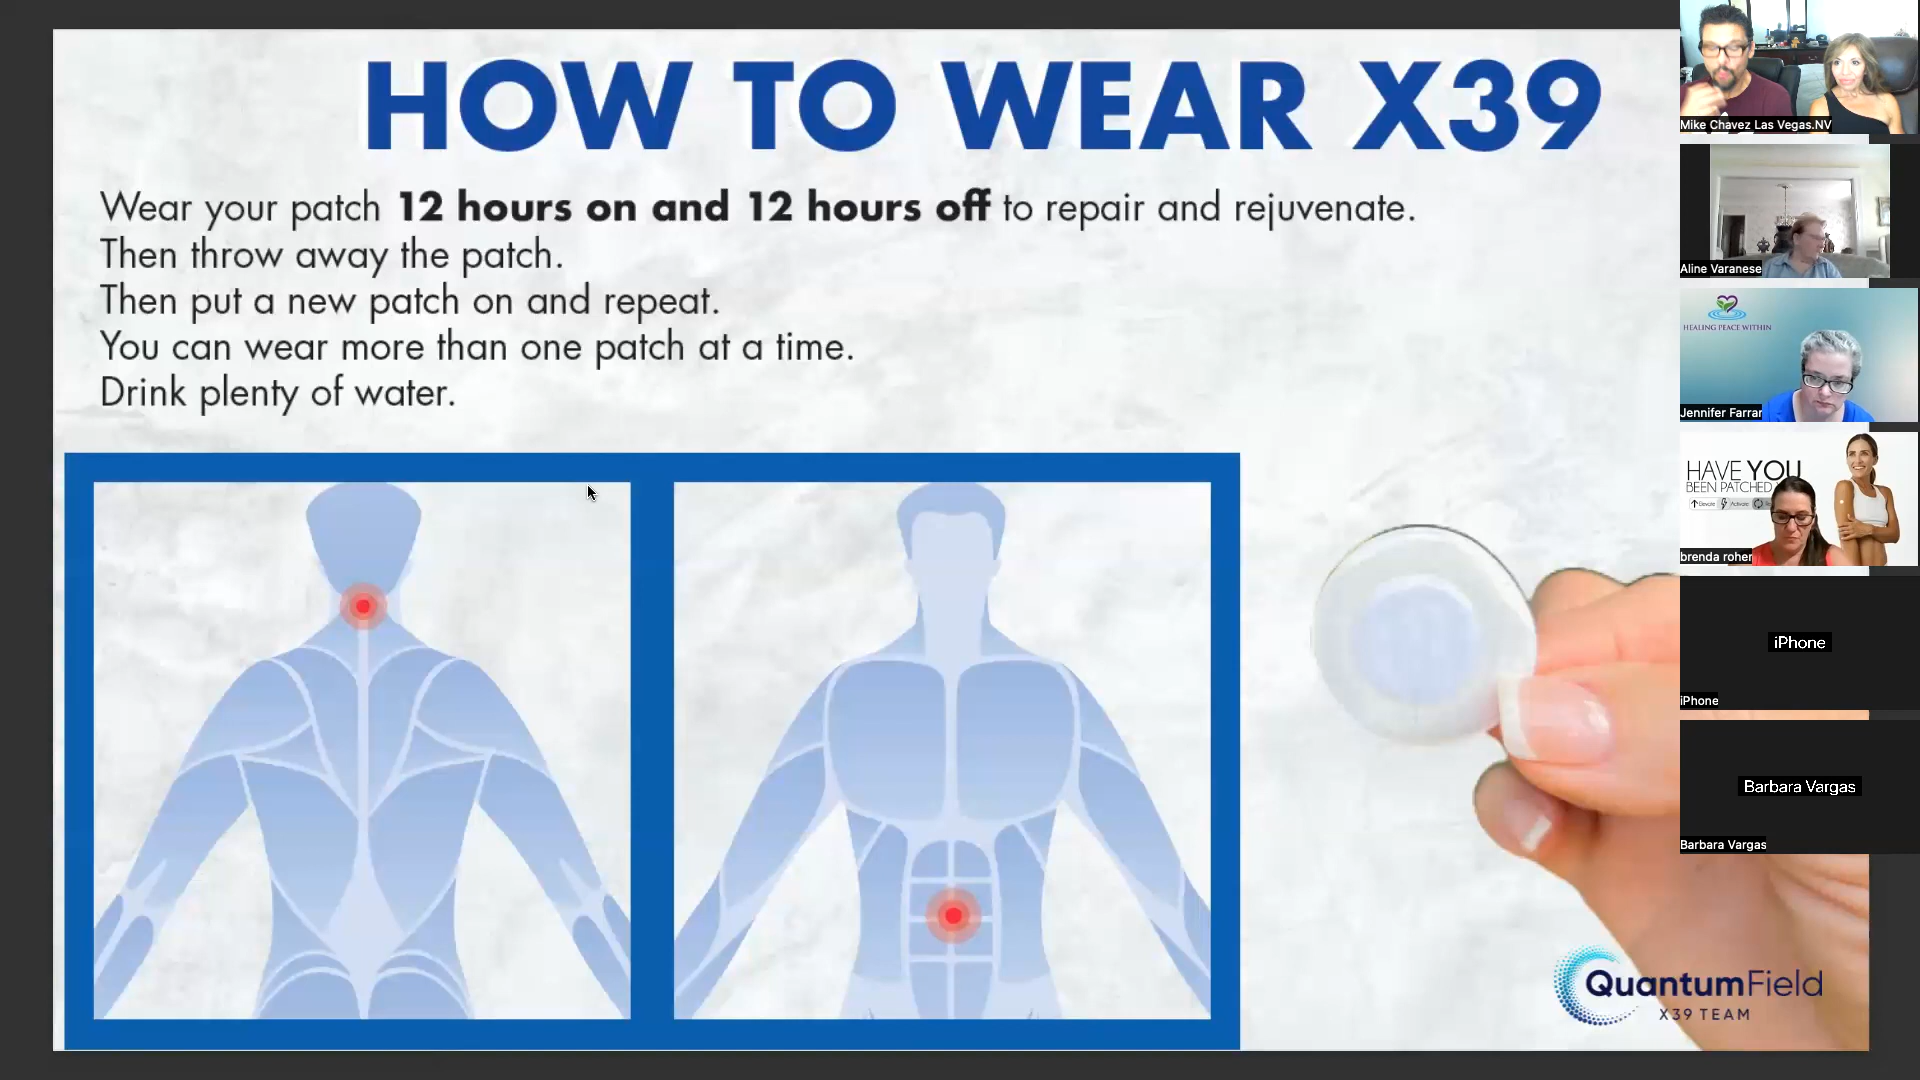 HOW TO WEAR X39
Wear your patch 12 hours on and 12 hours off to repair and rejuvenate.
Then throw away the patch.
Then put a new patch on and repeat.
You can wear more than one patch at a time.
Drink plenty of water.
QuantumField
X39 TEAM
Mike Chavez Las Vegas.NV
Aline Varanese
HEALING PEACE WITHIN
Jennifer Farrar
HAVE YOU
BEEN PATCHED
Elevate
Activate
brenda roher
iPhone
iPhone
Barbara Vargas
Barbara Vargas